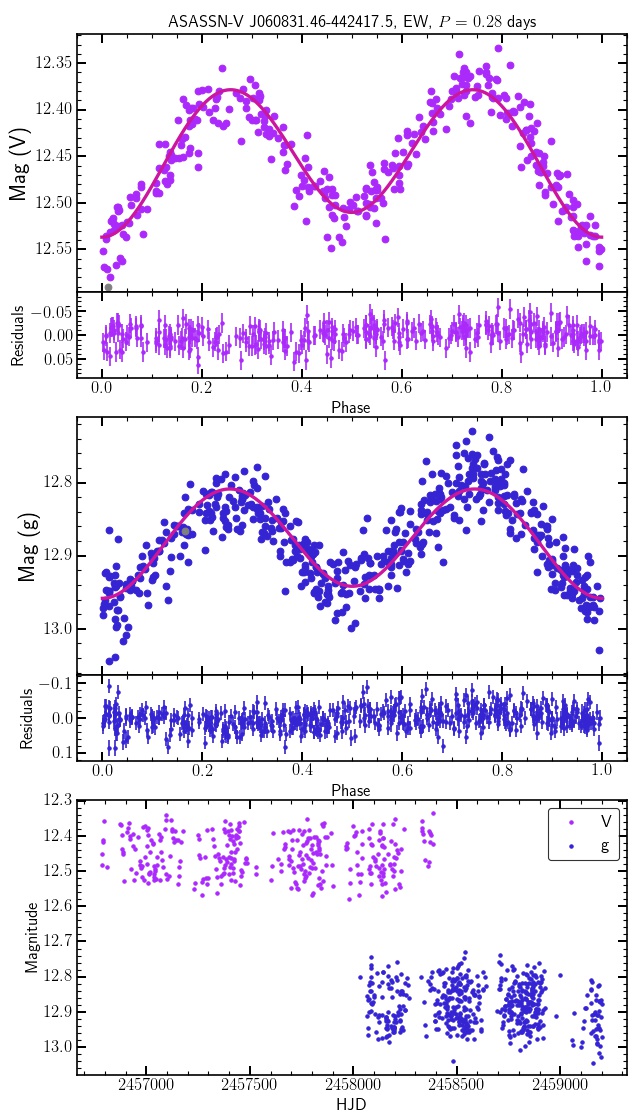 ASASSN-V J060831.46-442417.5, EW, P = 0.28 days
12.35
12.40
12.45
12.50
12.55
Mag (V)
−0.05
0.00
0.05
Residuals
0.0 0.2 0.4 0.6 0.8 1.0
Phase
12.8
12.9
13.0
Mag (g)
−0.1
0.0
0.1
Residuals
0.0 0.2 0.4 0.6 0.8 1.0
Phase
12.3
12.4
12.5
12.6
12.7
12.8
12.9
13.0
Magnitude
V
g
2457000 2457500 2458000 2458500 2459000
HJD